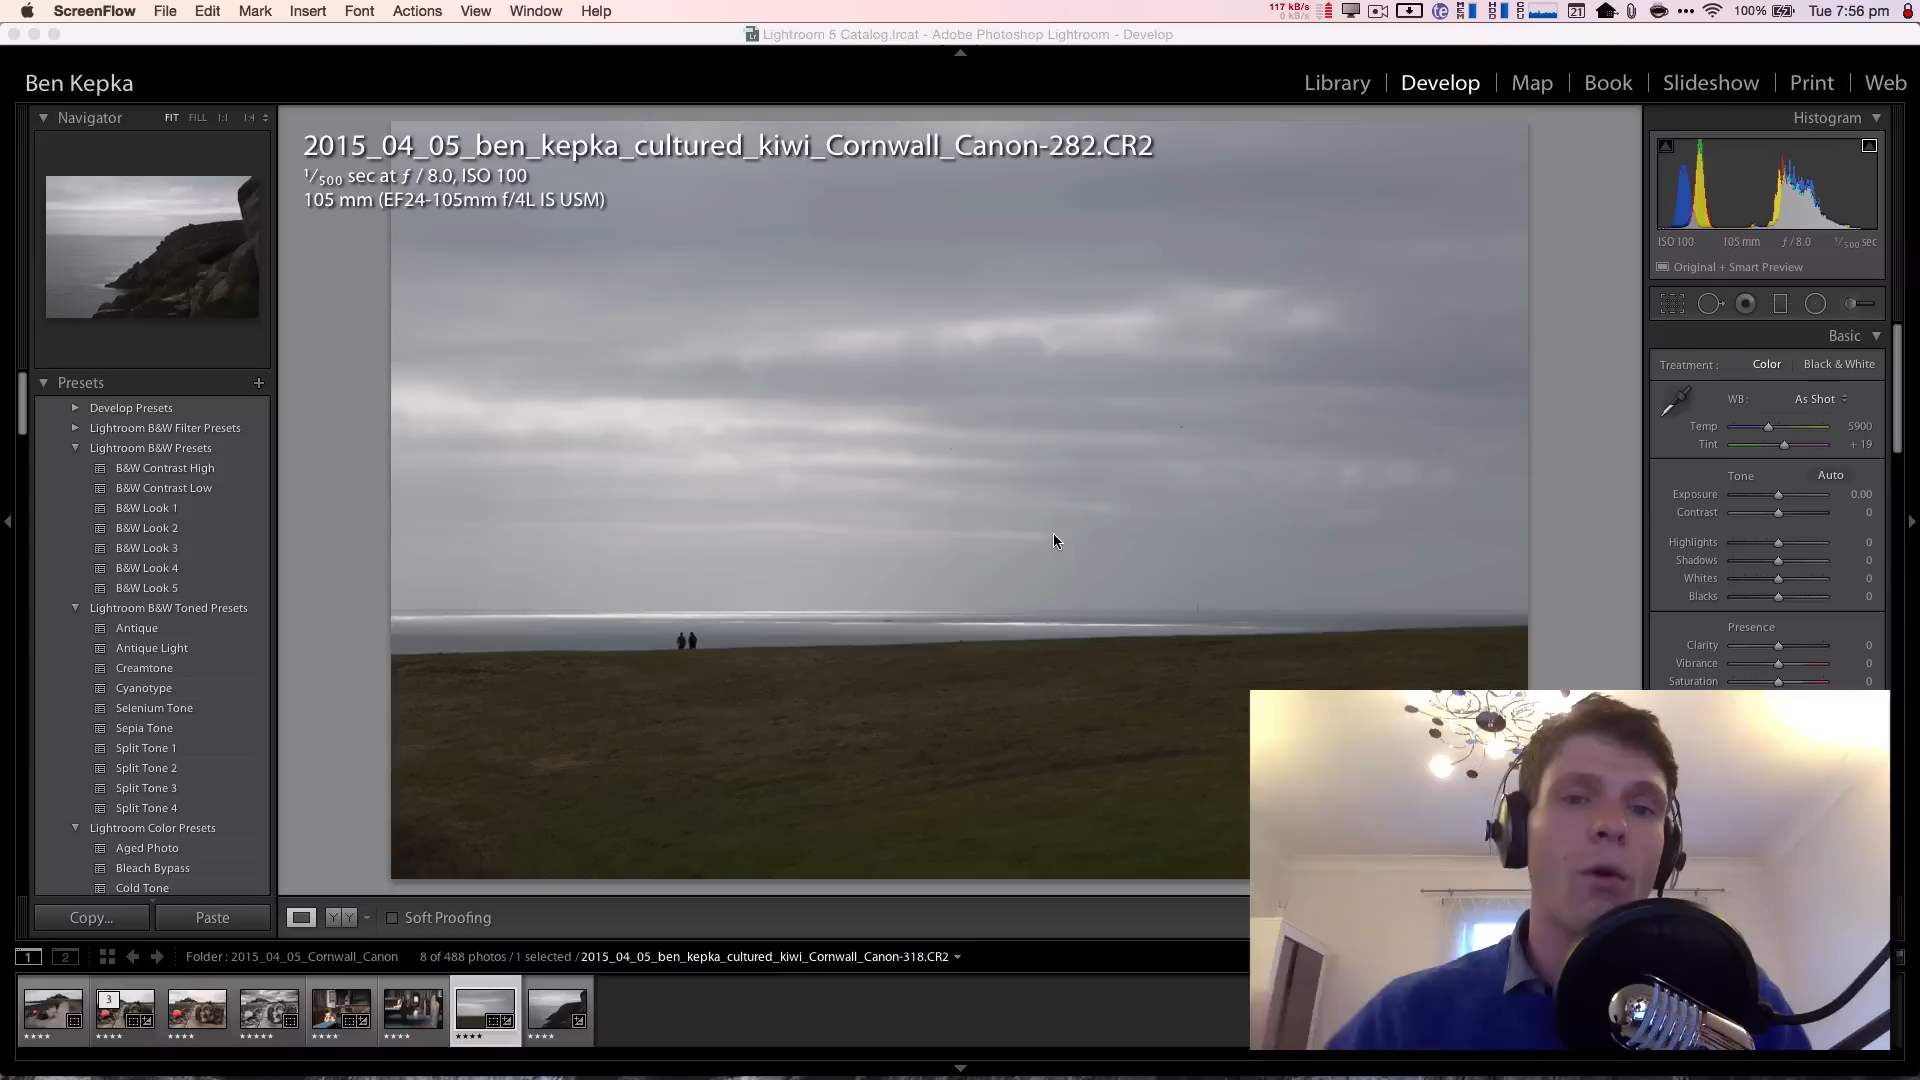 ScreenFlow File Edit Mark Insert Font Actions View Window Help
117 kB/s
0 kB/s
21
100%
Tue 7:56 pm
Lightroom 5 Catalog.lrcat - Adobe Photoshop Lightroom - Develop
Ben Kepka
Library | Develop | Map | Book | Slideshow | Print | Web
Navigator FIT FILL 1:1 1:4
Presets +
Develop Presets
Lightroom B&W Filter Presets
Lightroom B&W Presets
B&W Contrast High
B&W Contrast Low
B&W Look 1
B&W Look 2
B&W Look 3
B&W Look 4
B&W Look 5
Lightroom B&W Toned Presets
Antique
Antique Light
Creamtone
Cyanotype
Selenium Tone
Sepia Tone
Split Tone 1
Split Tone 2
Split Tone 3
Split Tone 4
Lightroom Color Presets
Aged Photo
Bleach Bypass
Cold Tone
Copy... Paste
2015_04_05_ben_kepka_cultured_kiwi_Cornwall_Canon-282.CR2
1/500 sec at ƒ / 8.0, ISO 100
105 mm (EF24-105mm f/4L IS USM)
Histogram
ISO 100 105 mm ƒ / 8.0 1/500 sec
Original + Smart Preview
Basic
Treatment : Color Black & White
WB : As Shot
Temp 5900
Tint + 19
Tone Auto
Exposure 0.00
Contrast 0
Highlights 0
Shadows 0
Whites 0
Blacks 0
Presence
Clarity 0
Vibrance 0
Saturation 0
YY Soft Proofing
1 2 Folder : 2015_04_05_Cornwall_Canon 8 of 488 photos / 1 selected / 2015_04_05_ben_kepka_cultured_kiwi_Cornwall_Canon-318.CR2
3